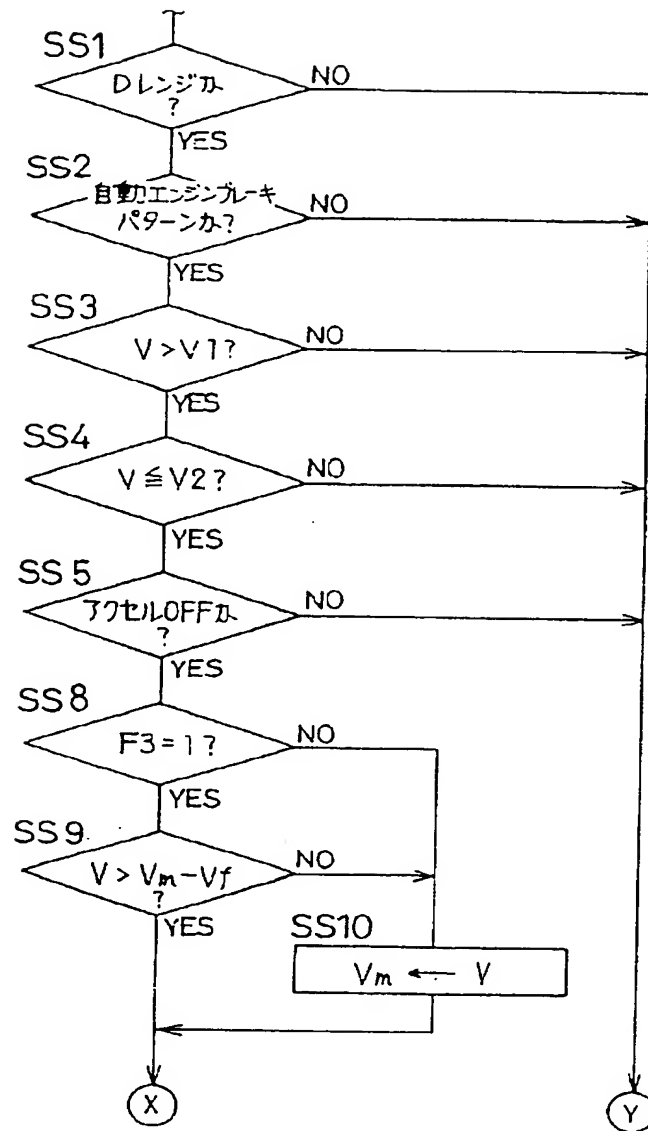 SS1
Dレンジか
?
NO
YES
SS2
自動エンジンブレーキ
パターンか?
NO
YES
SS3
V>V1?
NO
YES
SS4
V≦V2?
NO
YES
SS5
アクセルOFFか
?
NO
YES
SS8
F3=1?
NO
YES
SS9
V>Vm-Vf
?
NO
YES
SS10
Vm ← V
X
Y